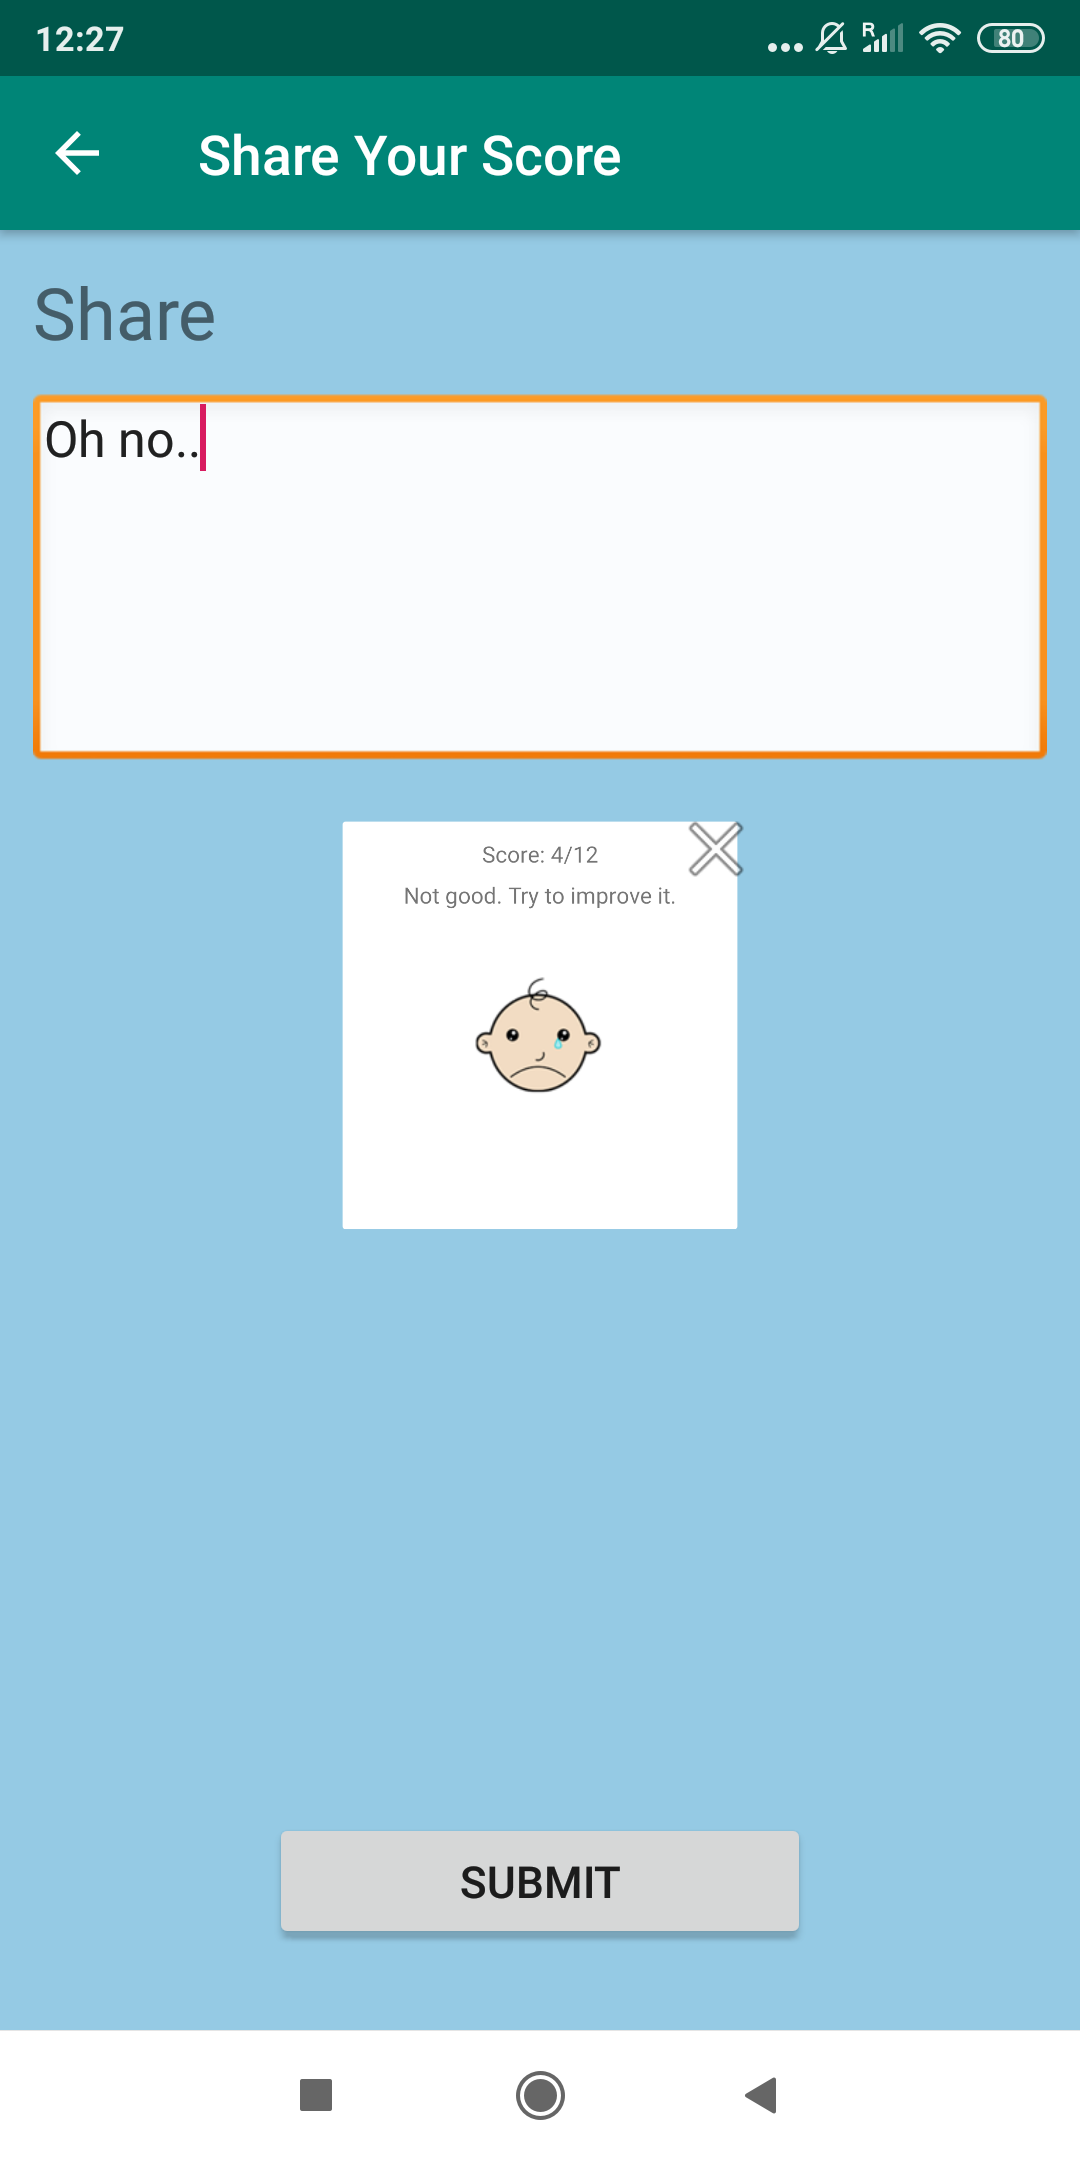 12:27
R
80
Share Your Score
Share
Oh no..
Score: 4/12
Not good. Try to improve it.
SUBMIT